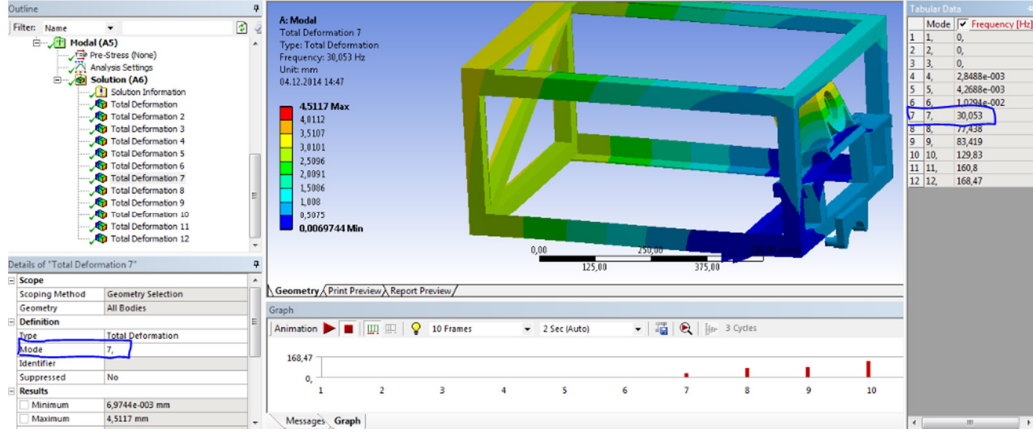 Outline
Filter: Name
Modal (A5)
Pre-Stress (None)
Analysis Settings
Solution (A6)
Solution Information
Total Deformation
Total Deformation 2
Total Deformation 3
Total Deformation 4
Total Deformation 5
Total Deformation 6
Total Deformation 7
Total Deformation 8
Total Deformation 9
Total Deformation 10
Total Deformation 11
Total Deformation 12
Details of "Total Deformation 7"
Scope
Scoping Method Geometry Selection
Geometry All Bodies
Definition
Type Total Deformation
Mode 7,
Identifier
Suppressed No
Results
Minimum 6,9744e-003 mm
Maximum 4,5117 mm
A: Modal
Total Deformation 7
Type: Total Deformation
Frequency: 30,053 Hz
Unit: mm
04.12.2014 14:47
4,5117 Max
4,0112
3,5107
3,0101
2,5096
2,0091
1,5086
1,008
0,5075
0,0069744 Min
0,00 250,00
125,00 375,00
Geometry Print Preview Report Preview
Graph
Animation 10 Frames 2 Sec (Auto) 3 Cycles
168,47
0,
1 2 3 4 5 6 7 8 9 10
Messages Graph
Tabular Data
Mode Frequency [Hz]
1 1, 0,
2 2, 0,
3 3, 0,
4 4, 2,8488e-003
5 5, 4,2688e-003
6 6, 1,0294e-002
7 7, 30,053
8 8, 77,438
9 9, 83,419
10 10, 129,83
11 11, 160,8
12 12, 168,47